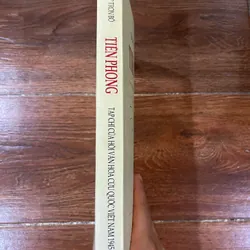 TIÊN PHONG
TẠP CHÍ CỦA HỘI VĂN HÓA CỨU QUỐC VIỆT NAM 194